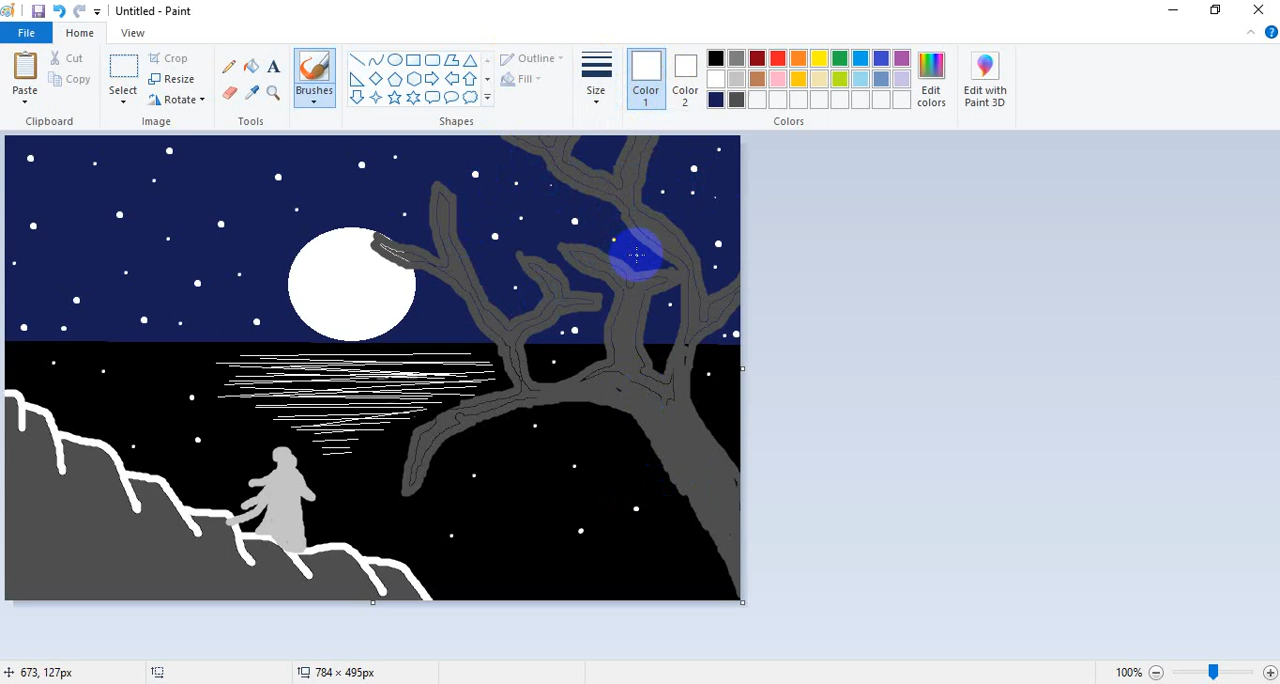 Untitled - Paint
File Home View
Paste Cut Copy Clipboard
Select Crop Resize Rotate Image
A Tools
Brushes
Outline Fill Shapes
Size
Color 1 Color 2 Edit colors Colors
Edit with Paint 3D
673, 127px 784 × 495px 100%